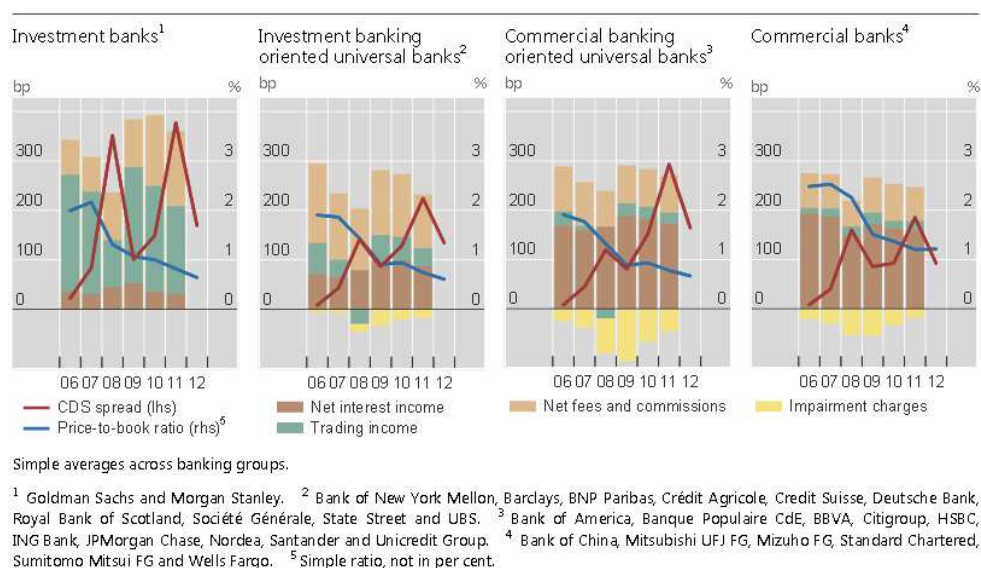 Investment banks1
Investment banking
oriented universal banks2
Commercial banking
oriented universal banks3
Commercial banks4
bp % bp % bp % bp %
300 3 300 3 300 3 300 3
200 2 200 2 200 2 200 2
100 1 100 1 100 1 100 1
0 0 0 0 0 0 0 0
06 07 08 09 10 11 12 06 07 08 09 10 11 12 06 07 08 09 10 11 12 06 07 08 09 10 11 12
CDS spread (lhs)
Price-to-book ratio (rhs)5
Net interest income
Trading income
Net fees and commissions
Impairment charges
Simple averages across banking groups.
1 Goldman Sachs and Morgan Stanley. 2 Bank of New York Mellon, Barclays, BNP Paribas, Crédit Agricole, Credit Suisse, Deutsche Bank,
Royal Bank of Scotland, Société Générale, State Street and UBS. 3 Bank of America, Banque Populaire CdE, BBVA, Citigroup, HSBC,
ING Bank, JPMorgan Chase, Nordea, Santander and Unicredit Group. 4 Bank of China, Mitsubishi UFJ FG, Mizuho FG, Standard Chartered,
Sumitomo Mitsui FG and Wells Fargo. 5 Simple ratio, not in per cent.